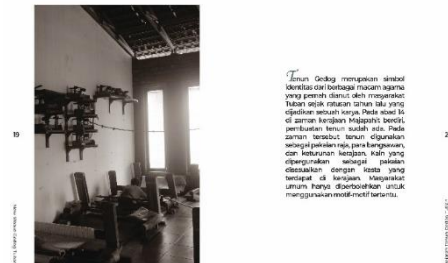 19
Tenun Gedog merupakan simbol
identitas dari berbagai macam agama
yang pernah dianut oleh masyarakat
Tuban sejak ratusan tahun lalu yang
dijadikan sebuah karya. Pada abad 14
di zaman kerajaan Majapahit berdiri,
pembuatan tenun sudah ada. Pada
zaman tersebut tenun digunakan
sebagai pakaian raja, para bangsawan,
dan keturunan kerajaan. Kain yang
dipergunakan sebagai pakaian
disesuaikan dengan kasta yang
terdapat di kerajaan. Masyarakat
umum hanya diperbolehkan untuk
menggunakan motif-motif tertentu.
2